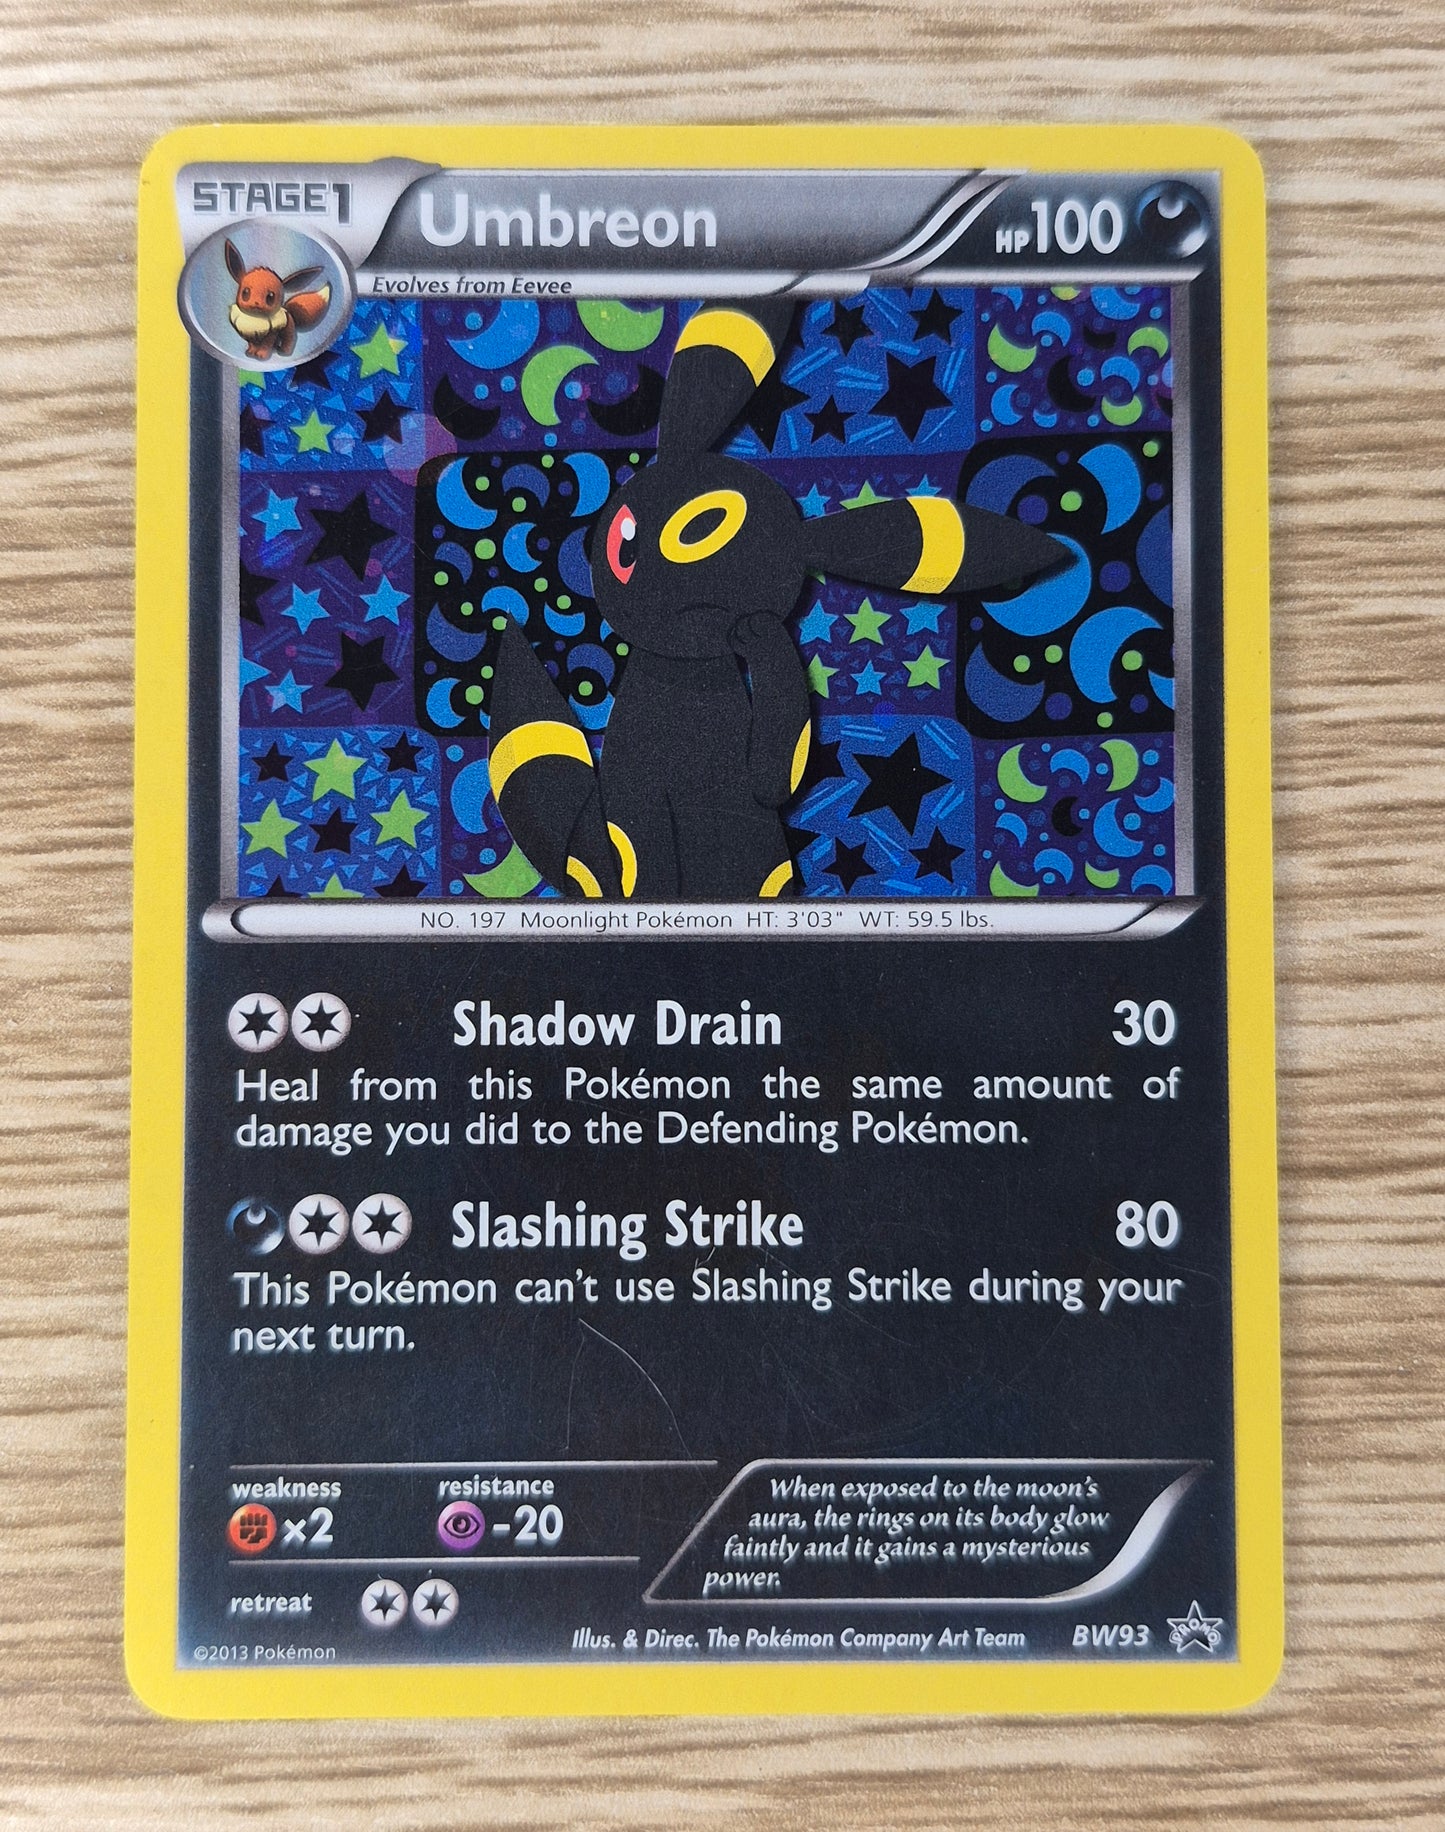 STAGE1
Umbreon
HP100
Evolves from Eevee
NO. 197 Moonlight Pokémon HT: 3'03" WT: 59.5 lbs.
Shadow Drain 30
Heal from this Pokémon the same amount of
damage you did to the Defending Pokémon.
Slashing Strike 80
This Pokémon can't use Slashing Strike during your
next turn.
weakness
x2
resistance
-20
retreat
When exposed to the moon's
aura, the rings on its body glow
faintly and it gains a mysterious
power.
©2013 Pokémon
Illus. & Direc. The Pokémon Company Art Team
BW93
PROMO